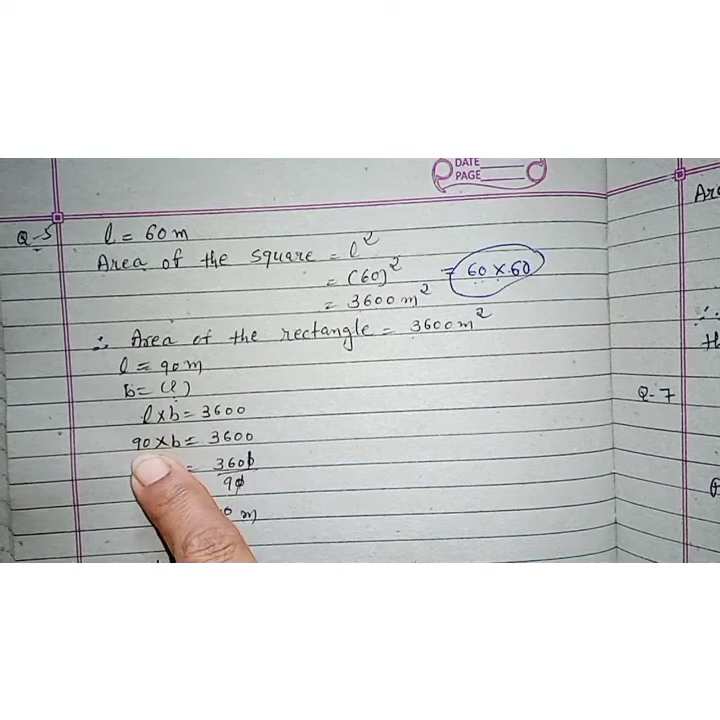 DATE
PAGE
Q-5
l = 60 m
Area of the square = l²
= (60)² = 60 × 60
= 3600 m²
∴ Area of the rectangle = 3600 m²
l = 90 m
b = (?)
l × b = 3600
90 × b = 3600
= 3600
90
0 m
Q-7